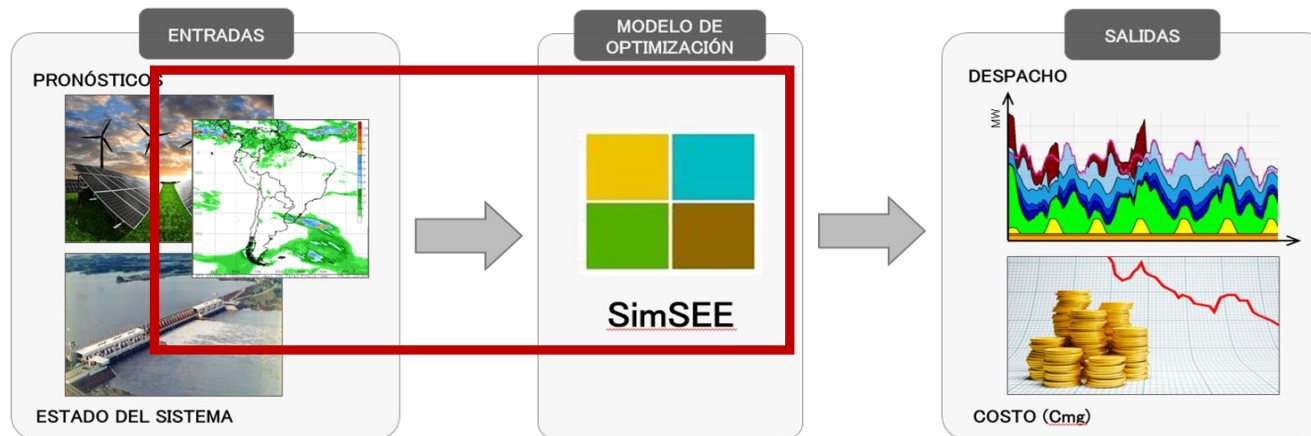 ENTRADAS
PRONÓSTICOS
ESTADO DEL SISTEMA
MODELO DE
OPTIMIZACIÓN
SimSEE
SALIDAS
DESPACHO
MW
COSTO (Cmg)